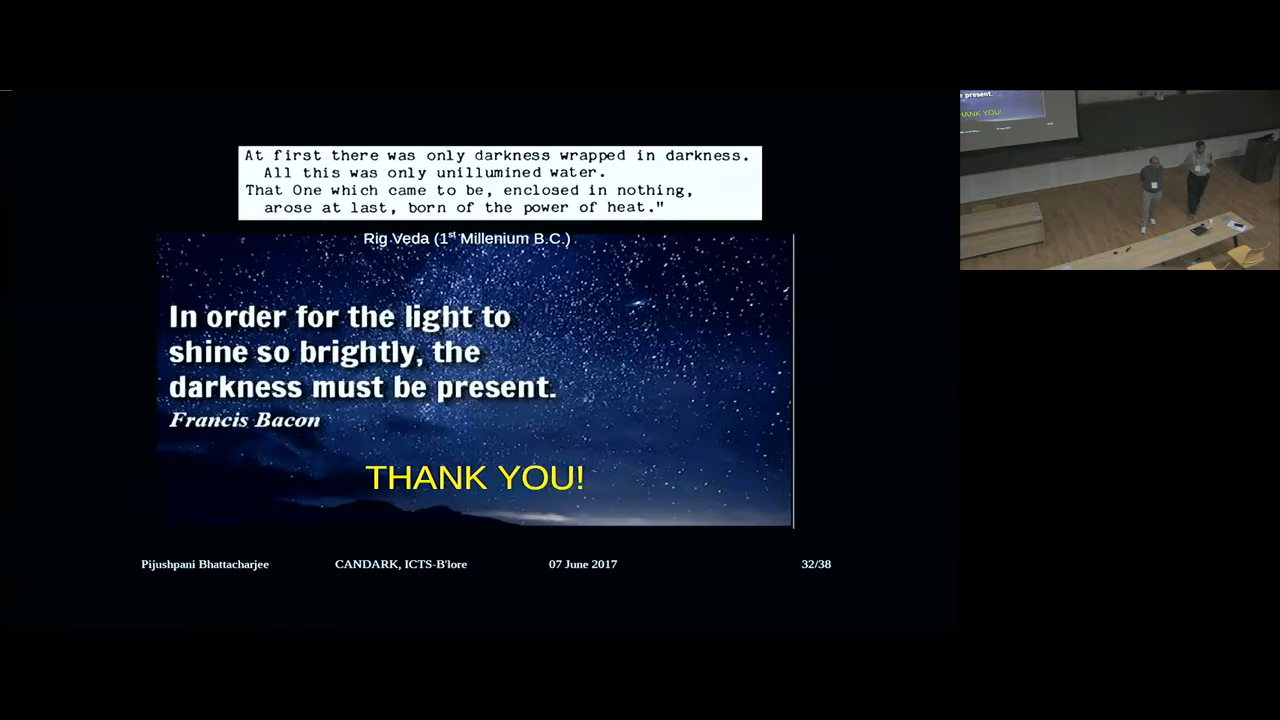 At first there was only darkness wrapped in darkness.
All this was only unillumined water.
That One which came to be, enclosed in nothing,
arose at last, born of the power of heat."
Rig Veda (1st Millenium B.C.)
In order for the light to
shine so brightly, the
darkness must be present.
Francis Bacon
THANK YOU!
Pijushpani Bhattacharjee CANDARK, ICTS-B'lore 07 June 2017 32/38
e present.
HANK YOU!